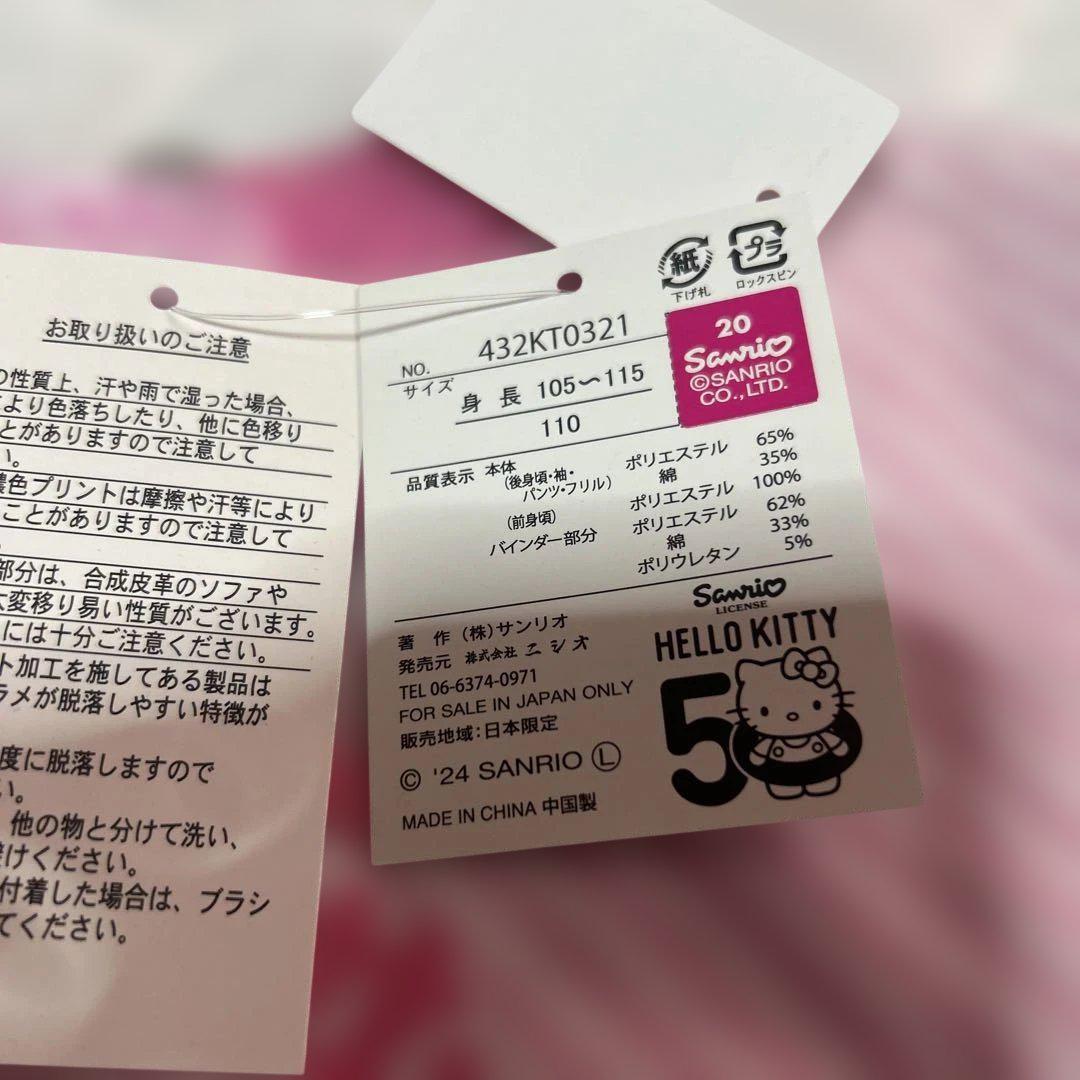 お取り扱いのご注意
の性質上、汗や雨で湿った場合、
より色落ちしたり、他に色移り
とがありますので注意して
い。
濃色プリントは摩擦や汗等により
ことがありますので注意して
部分は、合成皮革のソファや
大変移り易い性質がございます。
には十分ご注意ください。
ト加工を施してある製品は
ラメが脱落しやすい特徴が
度に脱落しますので
い。
他の物と分けて洗い、
避けください。
付着した場合は、ブラシ
てください。
紙
下げ札
プラ
ロックスピン
NO. 432KT0321
サイズ 身長 105〜115
110
20
Sanrio
©SANRIO
CO.,LTD.
品質表示 本体 ポリエステル 65%
(後身頃・袖・ 綿 35%
パンツ・フリル)
(前身頃) ポリエステル 100%
バインダー部分 ポリエステル 62%
綿 33%
ポリウレタン 5%
著作 (株)サンリオ
発売元 株式会社 ニシオ
TEL 06-6374-0971
FOR SALE IN JAPAN ONLY
販売地域:日本限定
© '24 SANRIO Ⓛ
MADE IN CHINA 中国製
Sanrio
LICENSE
HELLO KITTY
50